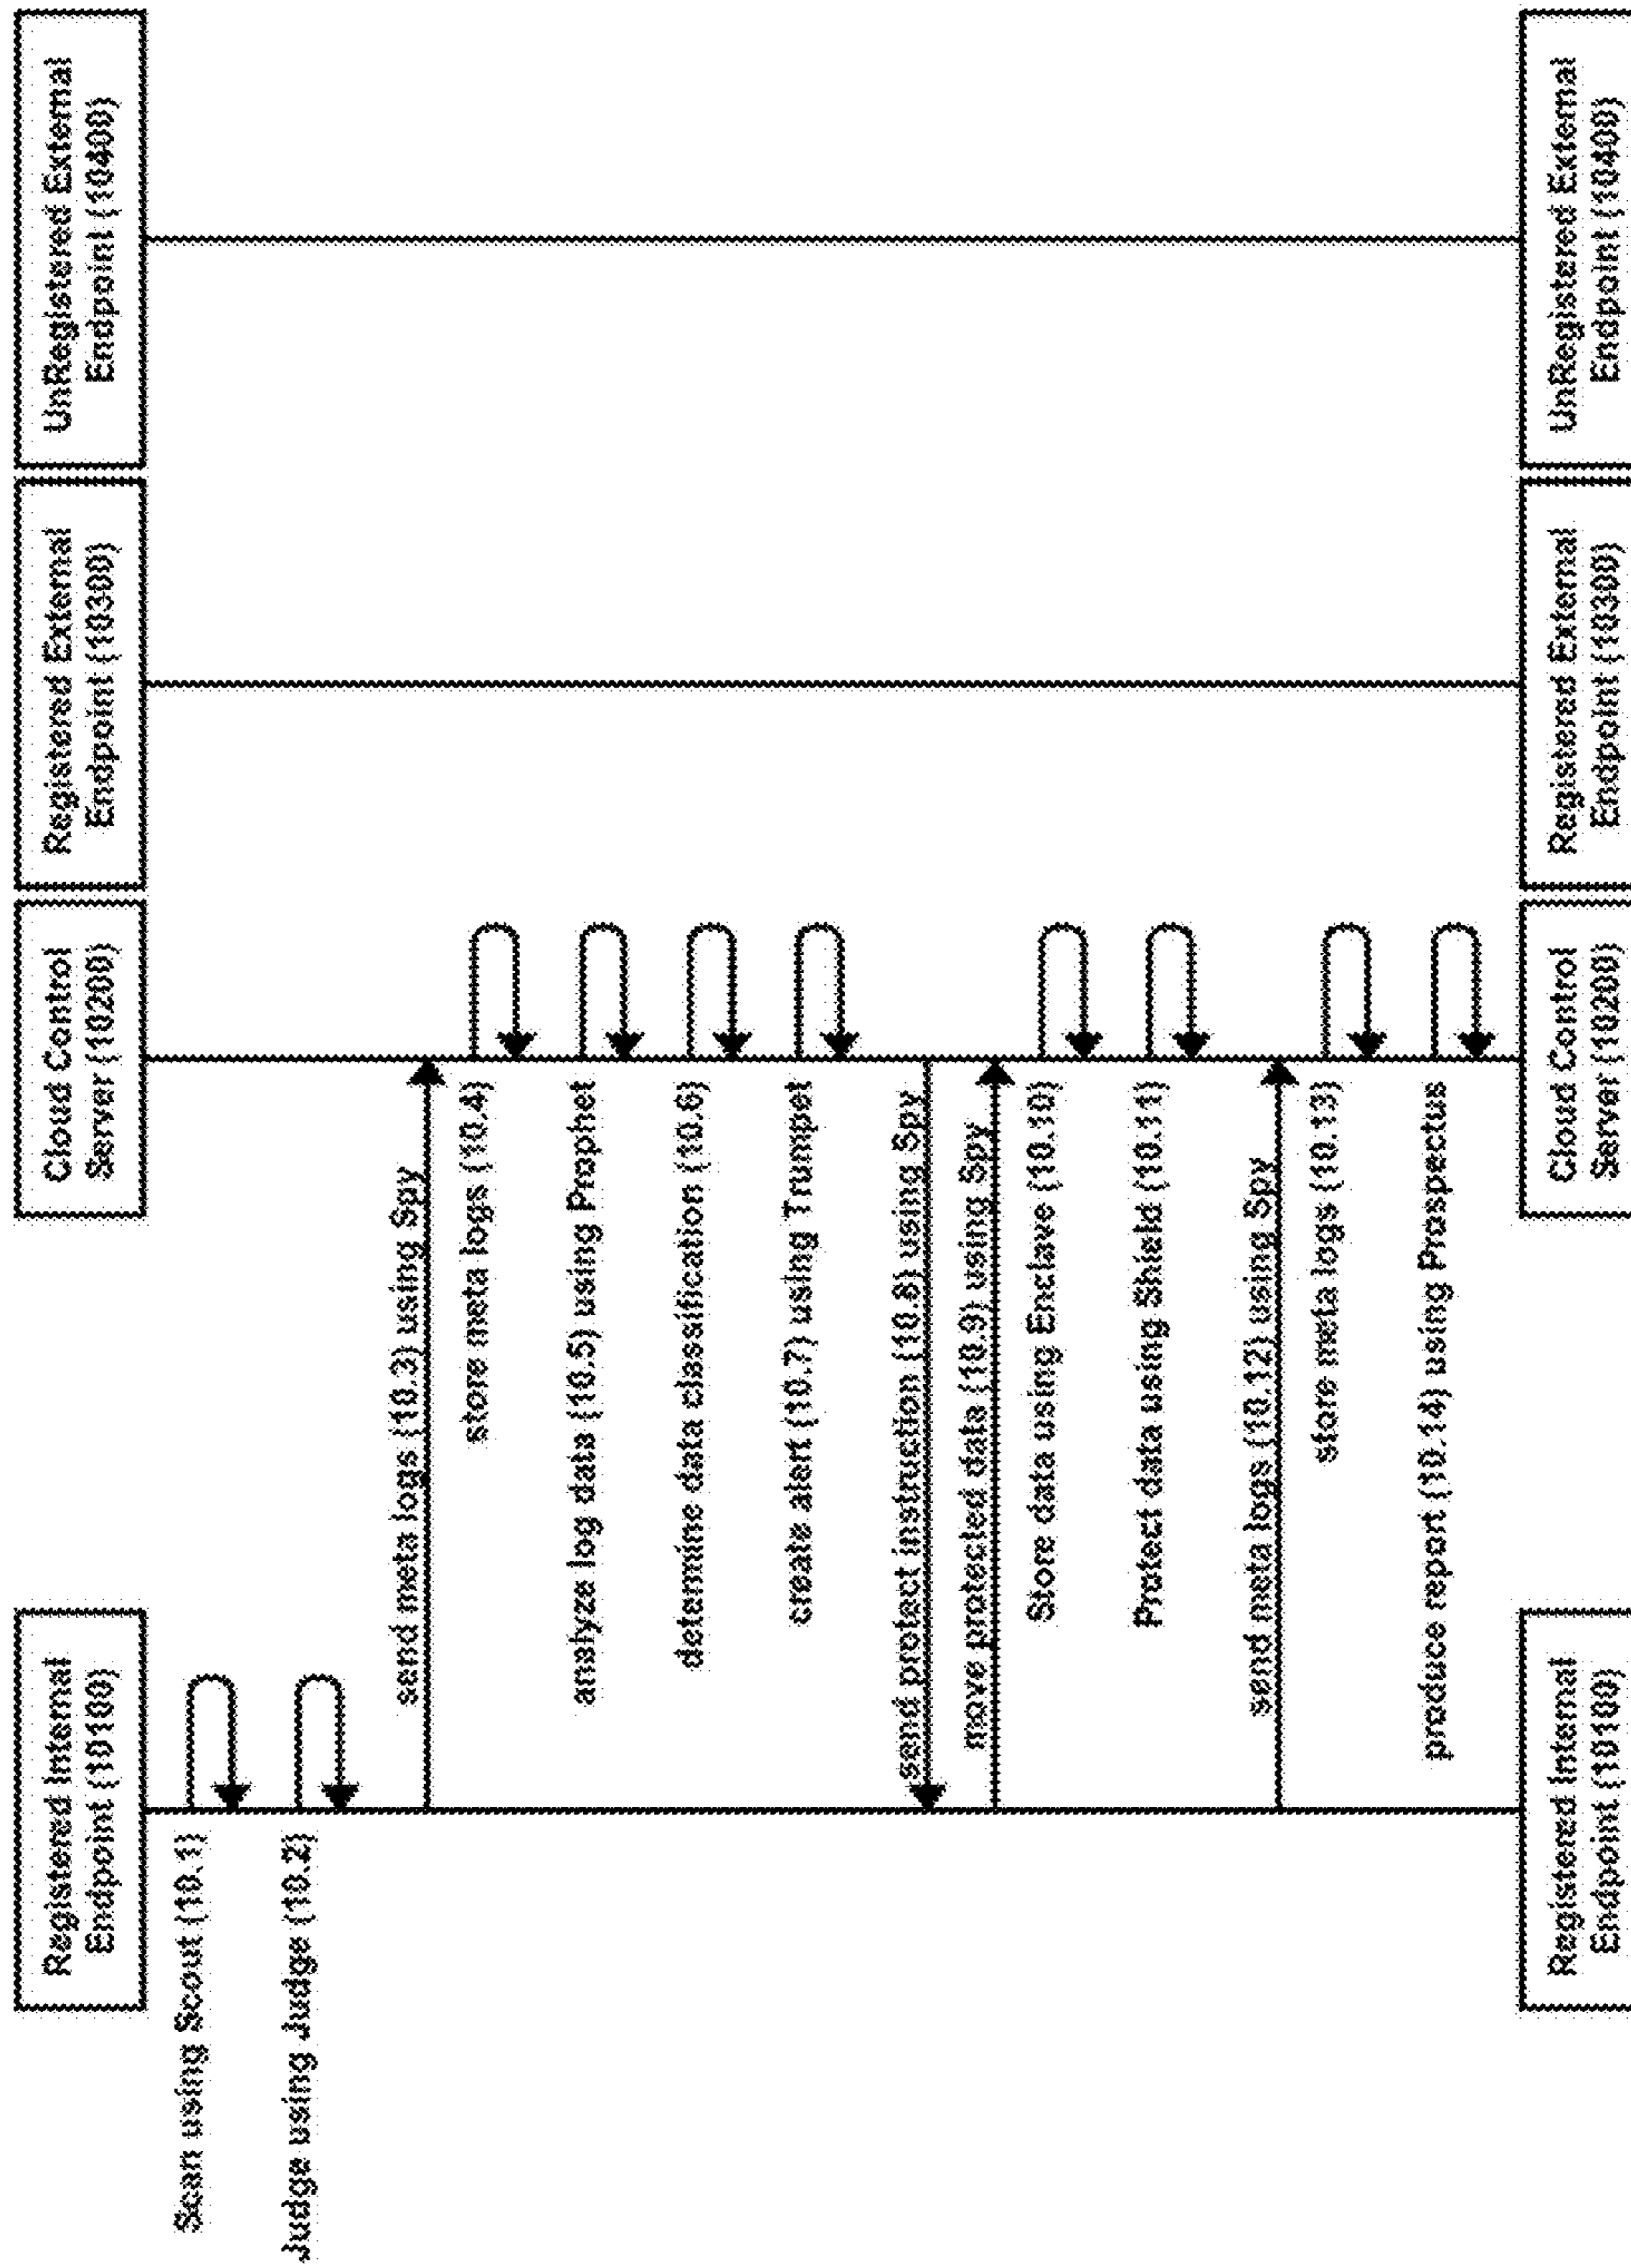 Registered Internal
Endpoint (10100)
Cloud Control
Server (10200)
Registered External
Endpoint (10300)
UnRegistered External
Endpoint (10400)
Scan using Scout (10.1)
Judge using Judge (10.2)
send meta logs (10.3) using Spy
store meta logs (10.4)
analyze log data (10.5) using Prophet
determine data classification (10.6)
create alert (10.7) using Trumpet
send protect instruction (10.8) using Spy
move protected data (10.9) using Spy
Store data using Enclave (10.10)
Protect data using Shield (10.11)
send meta logs (10.12) using Spy
store meta logs (10.13)
produce report (10.14) using Prospectus
Registered Internal
Endpoint (10100)
Cloud Control
Server (10200)
Registered External
Endpoint (10300)
UnRegistered External
Endpoint (10400)